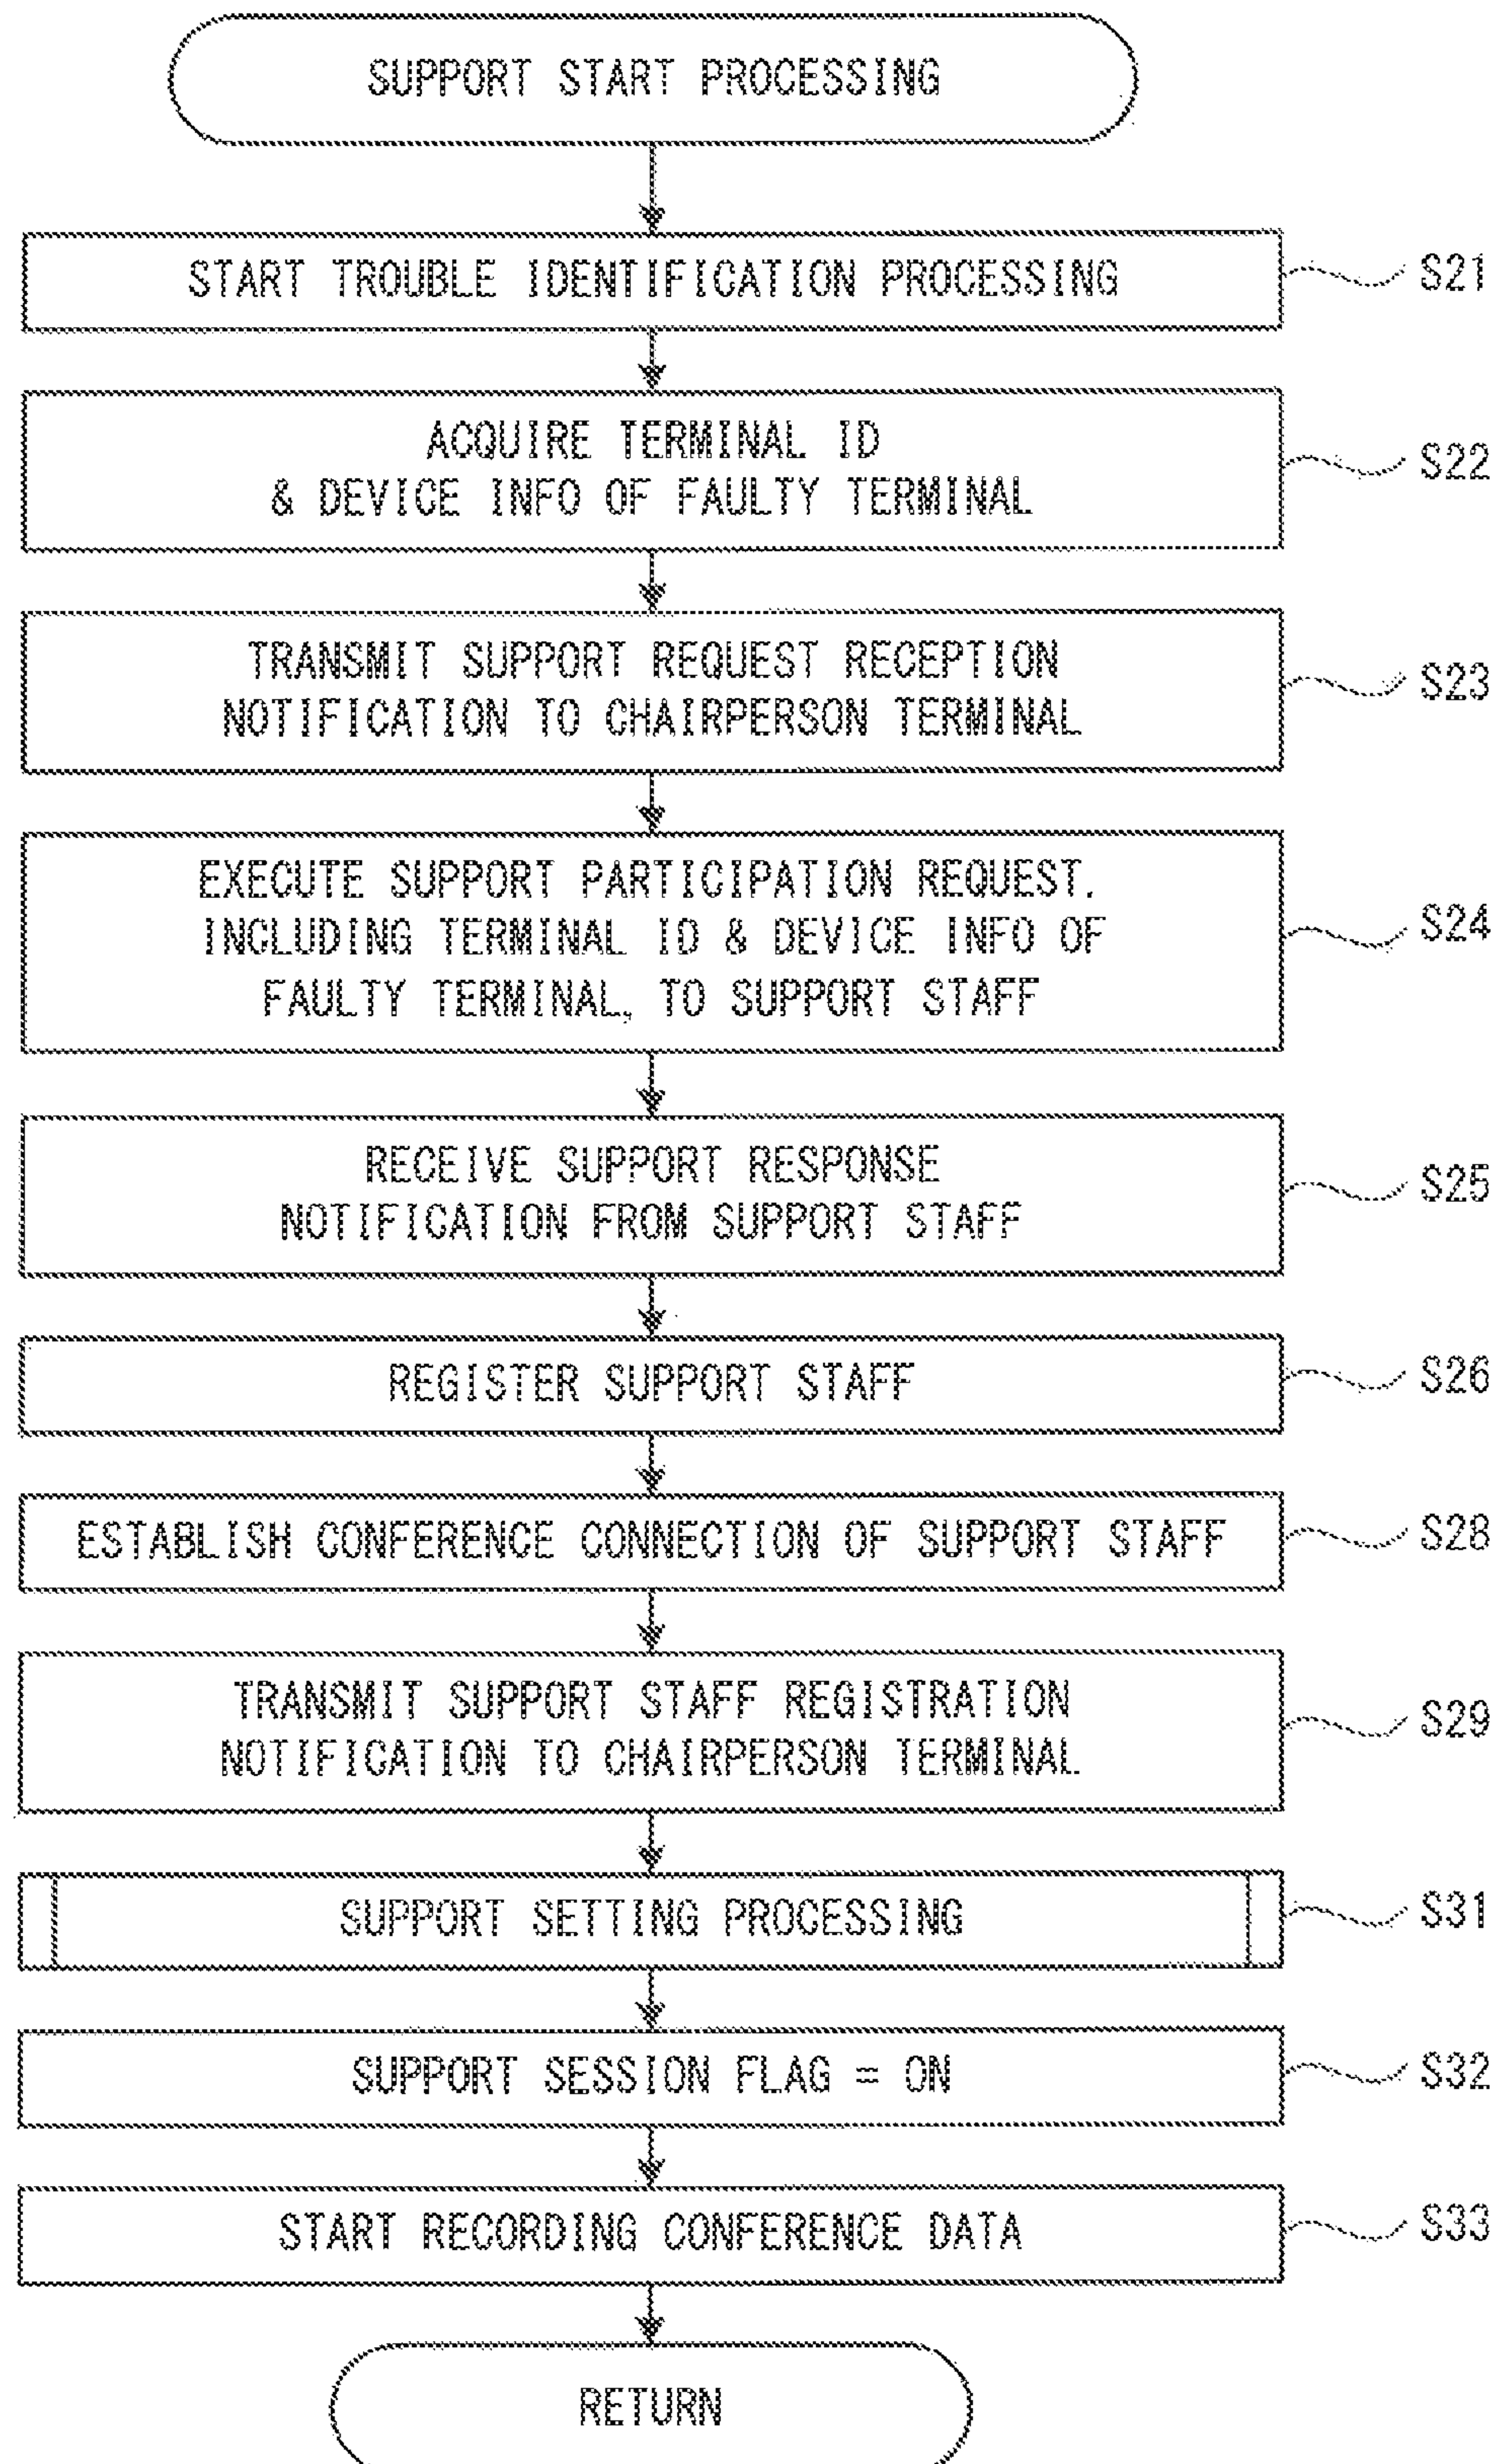 SUPPORT START PROCESSING
START TROUBLE IDENTIFICATION PROCESSING
S21
ACQUIRE TERMINAL ID
& DEVICE INFO OF FAULTY TERMINAL
S22
TRANSMIT SUPPORT REQUEST RECEPTION
NOTIFICATION TO CHAIRPERSON TERMINAL
S23
EXECUTE SUPPORT PARTICIPATION REQUEST,
INCLUDING TERMINAL ID & DEVICE INFO OF
FAULTY TERMINAL, TO SUPPORT STAFF
S24
RECEIVE SUPPORT RESPONSE
NOTIFICATION FROM SUPPORT STAFF
S25
REGISTER SUPPORT STAFF
S26
ESTABLISH CONFERENCE CONNECTION OF SUPPORT STAFF
S28
TRANSMIT SUPPORT STAFF REGISTRATION
NOTIFICATION TO CHAIRPERSON TERMINAL
S29
SUPPORT SETTING PROCESSING
S31
SUPPORT SESSION FLAG = ON
S32
START RECORDING CONFERENCE DATA
S33
RETURN